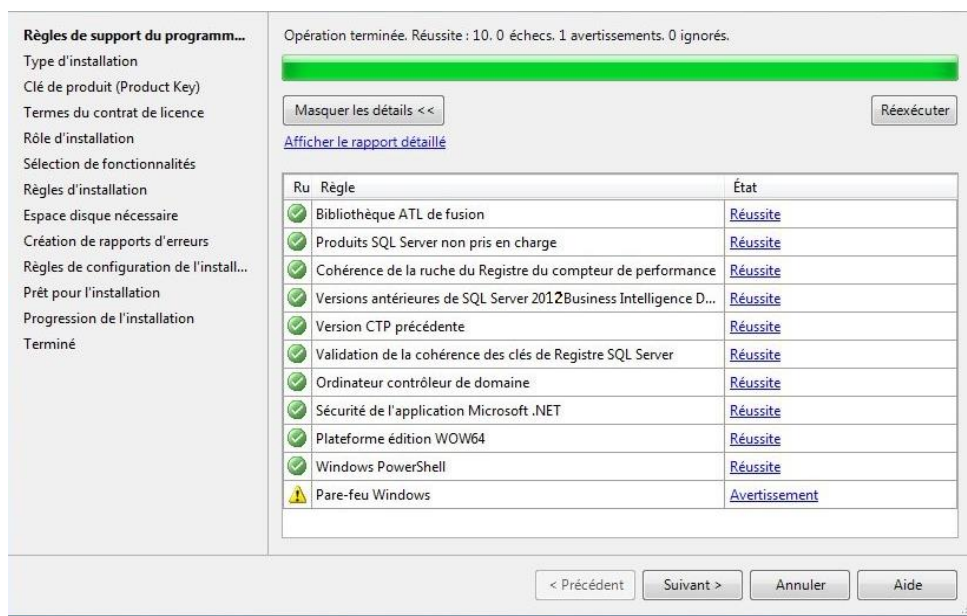 Règles de support du programm...
Type d'installation
Clé de produit (Product Key)
Termes du contrat de licence
Rôle d'installation
Sélection de fonctionnalités
Règles d'installation
Espace disque nécessaire
Création de rapports d'erreurs
Règles de configuration de l'install...
Prêt pour l'installation
Progression de l'installation
Terminé
Opération terminée. Réussite : 10. 0 échecs. 1 avertissements. 0 ignorés.
Masquer les détails <<
Réexécuter
Afficher le rapport détaillé
Ru Règle État
Bibliothèque ATL de fusion Réussite
Produits SQL Server non pris en charge Réussite
Cohérence de la ruche du Registre du compteur de performance Réussite
Versions antérieures de SQL Server 2012Business Intelligence D... Réussite
Version CTP précédente Réussite
Validation de la cohérence des clés de Registre SQL Server Réussite
Ordinateur contrôleur de domaine Réussite
Sécurité de l'application Microsoft .NET Réussite
Plateforme édition WOW64 Réussite
Windows PowerShell Réussite
Pare-feu Windows Avertissement
< Précédent Suivant > Annuler Aide